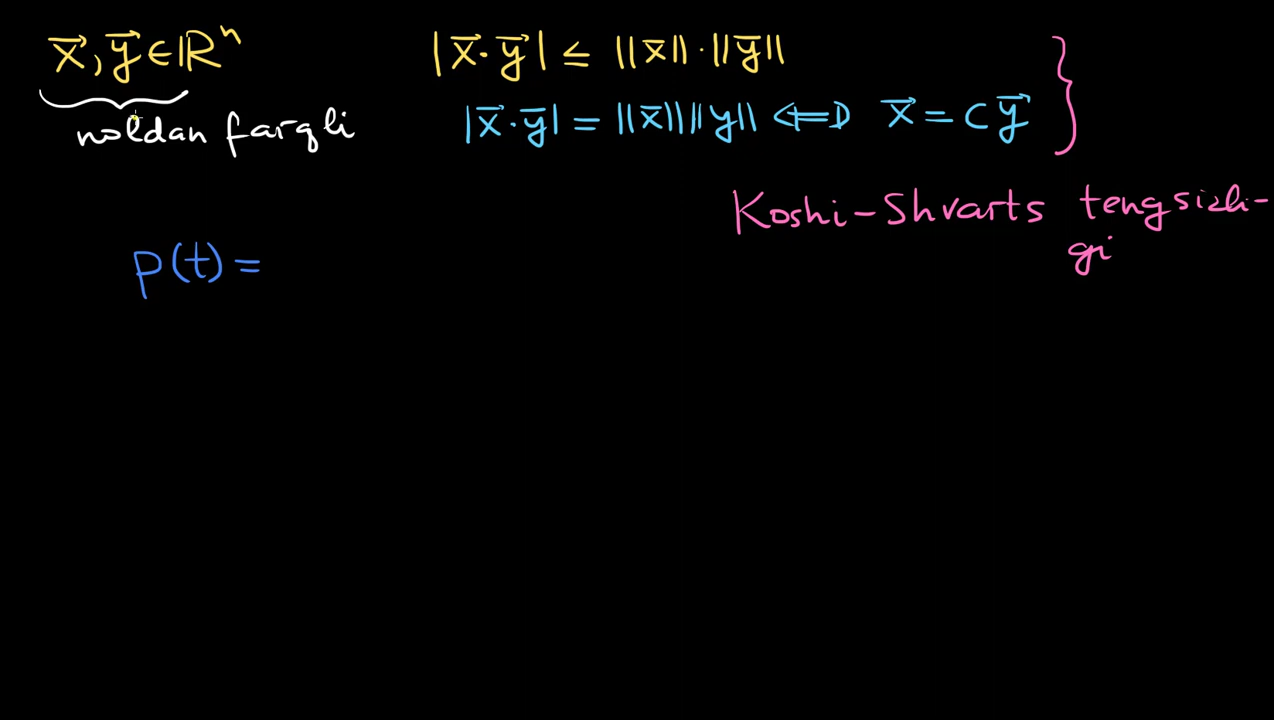 x⃗, y⃗ ∈ ℝⁿ |x⃗ · y⃗| ≤ ||x̄|| · ||y̅||
noldan farqli |x⃗ · y̅| = ||x̅|| ||y|| ⟺ x⃗ = C y⃗
Koshi-Shvarts tengsizli-
gi
p(t) =